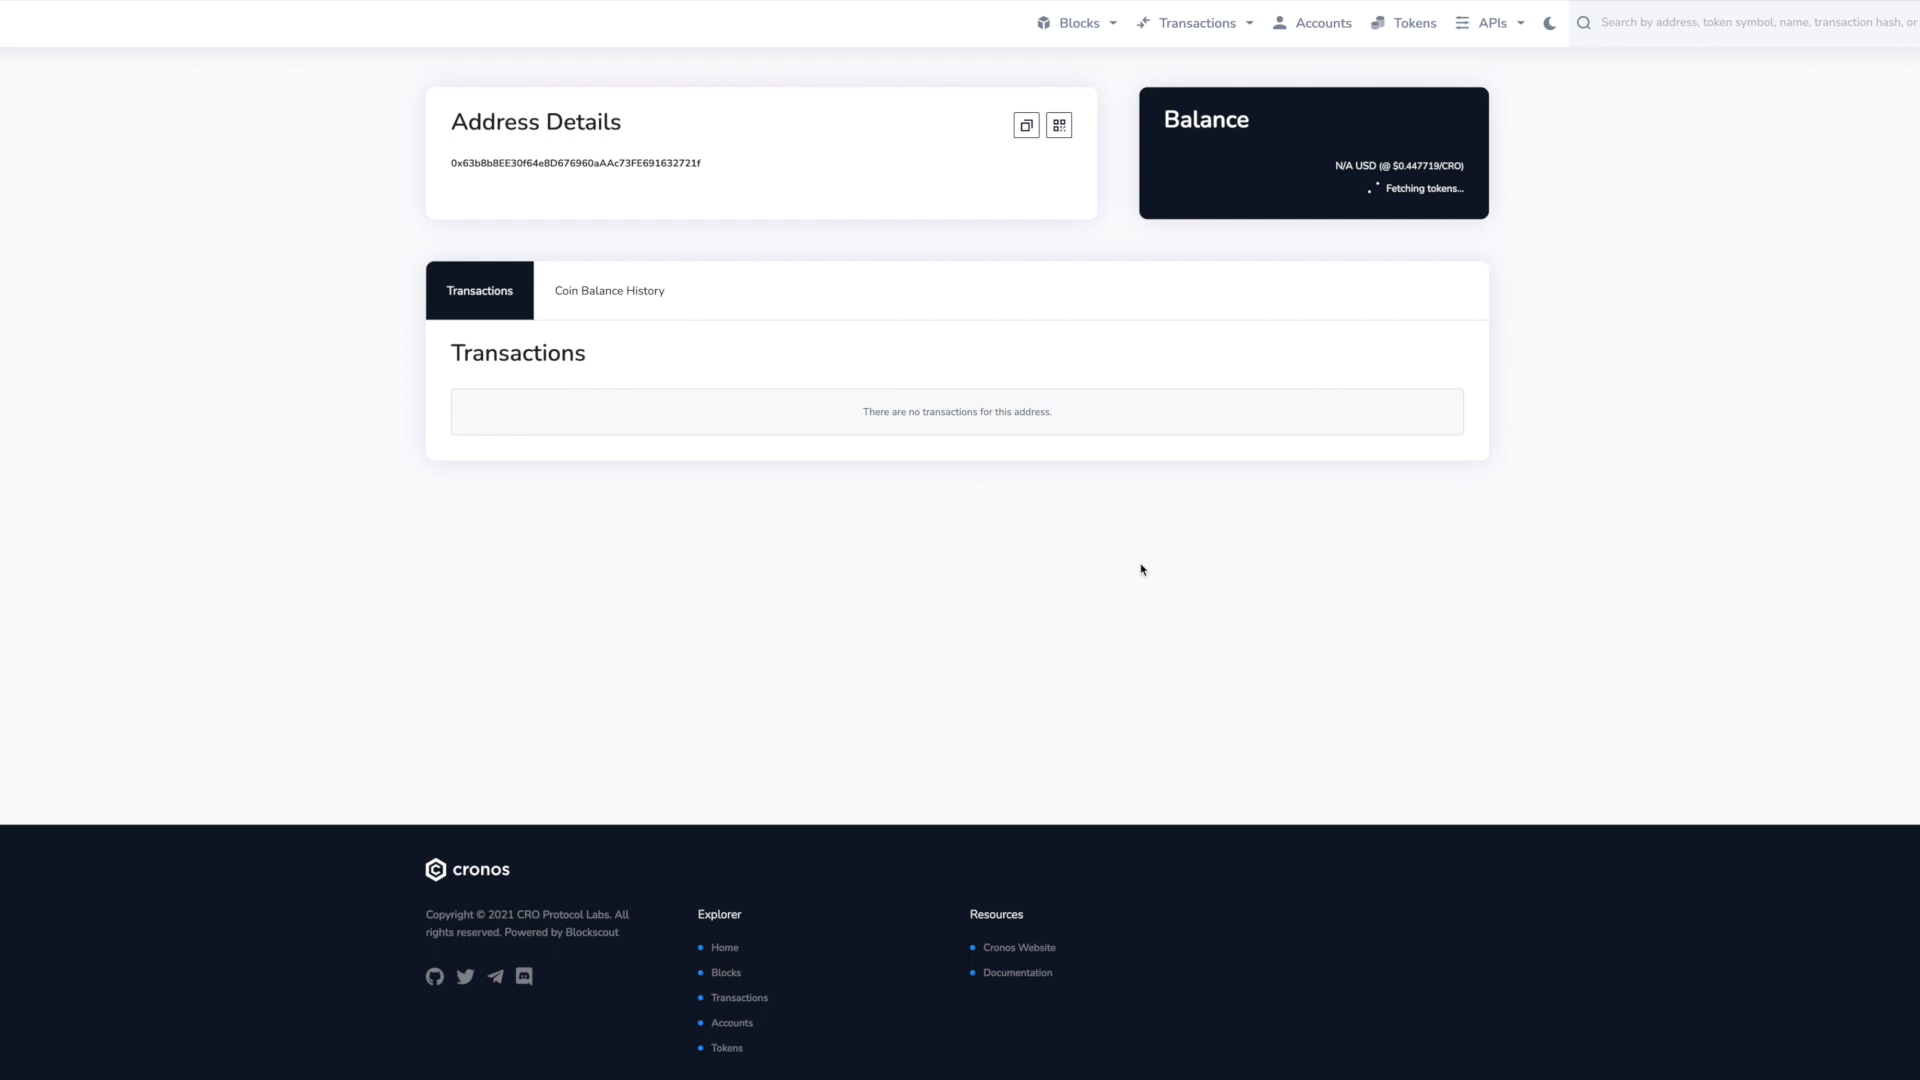 Blocks
Transactions
Accounts
Tokens
APIs
Search by address, token symbol, name, transaction hash, or
Address Details
0x63b8b8EE30f64e8D676960aAAc73FE691632721f
Balance
N/A USD (@ $0.447719/CRO)
Fetching tokens...
Transactions
Coin Balance History
Transactions
There are no transactions for this address.
cronos
Copyright © 2021 CRO Protocol Labs. All
rights reserved. Powered by Blockscout
Explorer
Home
Blocks
Transactions
Accounts
Tokens
Resources
Cronos Website
Documentation